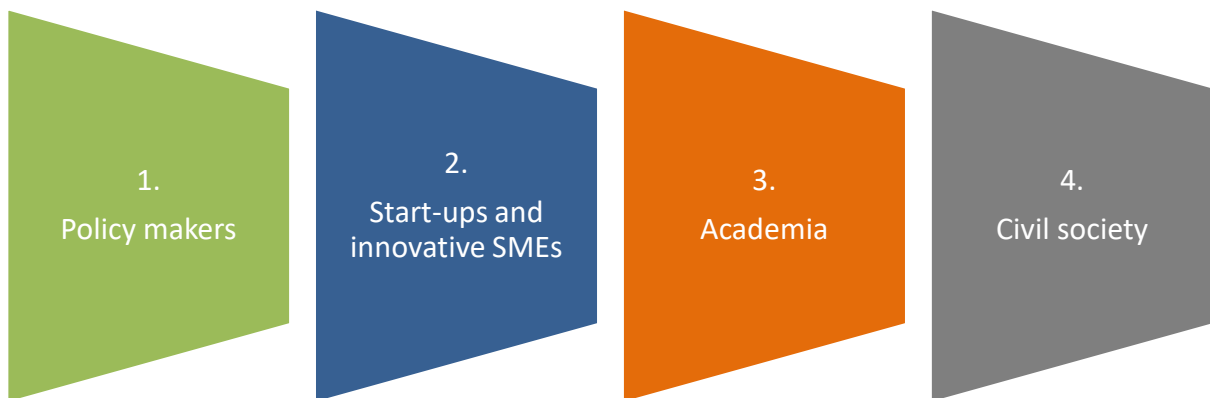 1.
Policy makers
2.
Start-ups and
innovative SMEs
3.
Academia
4.
Civil society